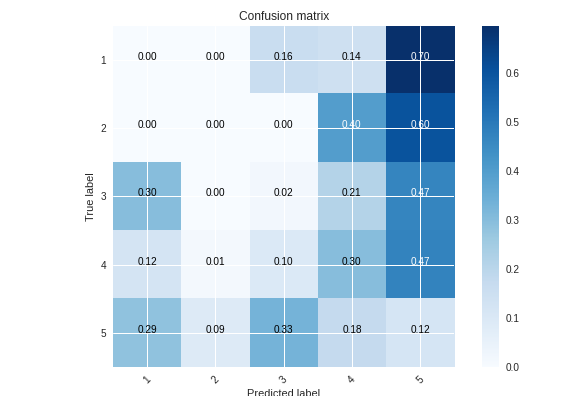 Confusion matrix
True label
1 0.00 0.00 0.16 0.14 0.70
2 0.00 0.00 0.00 0.40 0.60
3 0.30 0.00 0.02 0.21 0.47
4 0.12 0.01 0.10 0.30 0.47
5 0.29 0.09 0.33 0.18 0.12
1 2 3 4 5
Predicted label
0.6
0.5
0.4
0.3
0.2
0.1
0.0